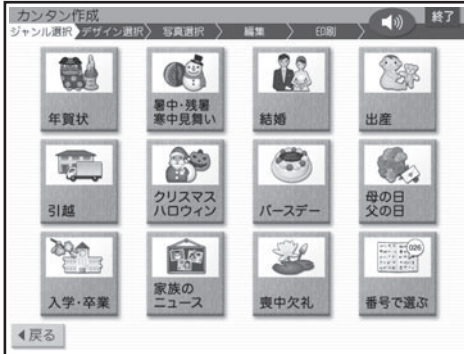 カンタン作成
終了
ジャンル選択 デザイン選択 写真選択 編集 印刷
年賀状
暑中・残暑
寒中見舞い
結婚
出産
引越
クリスマス
ハロウィン
バースデー
母の日
父の日
入学・卒業
家族の
ニュース
喪中欠礼
026
番号で選ぶ
戻る